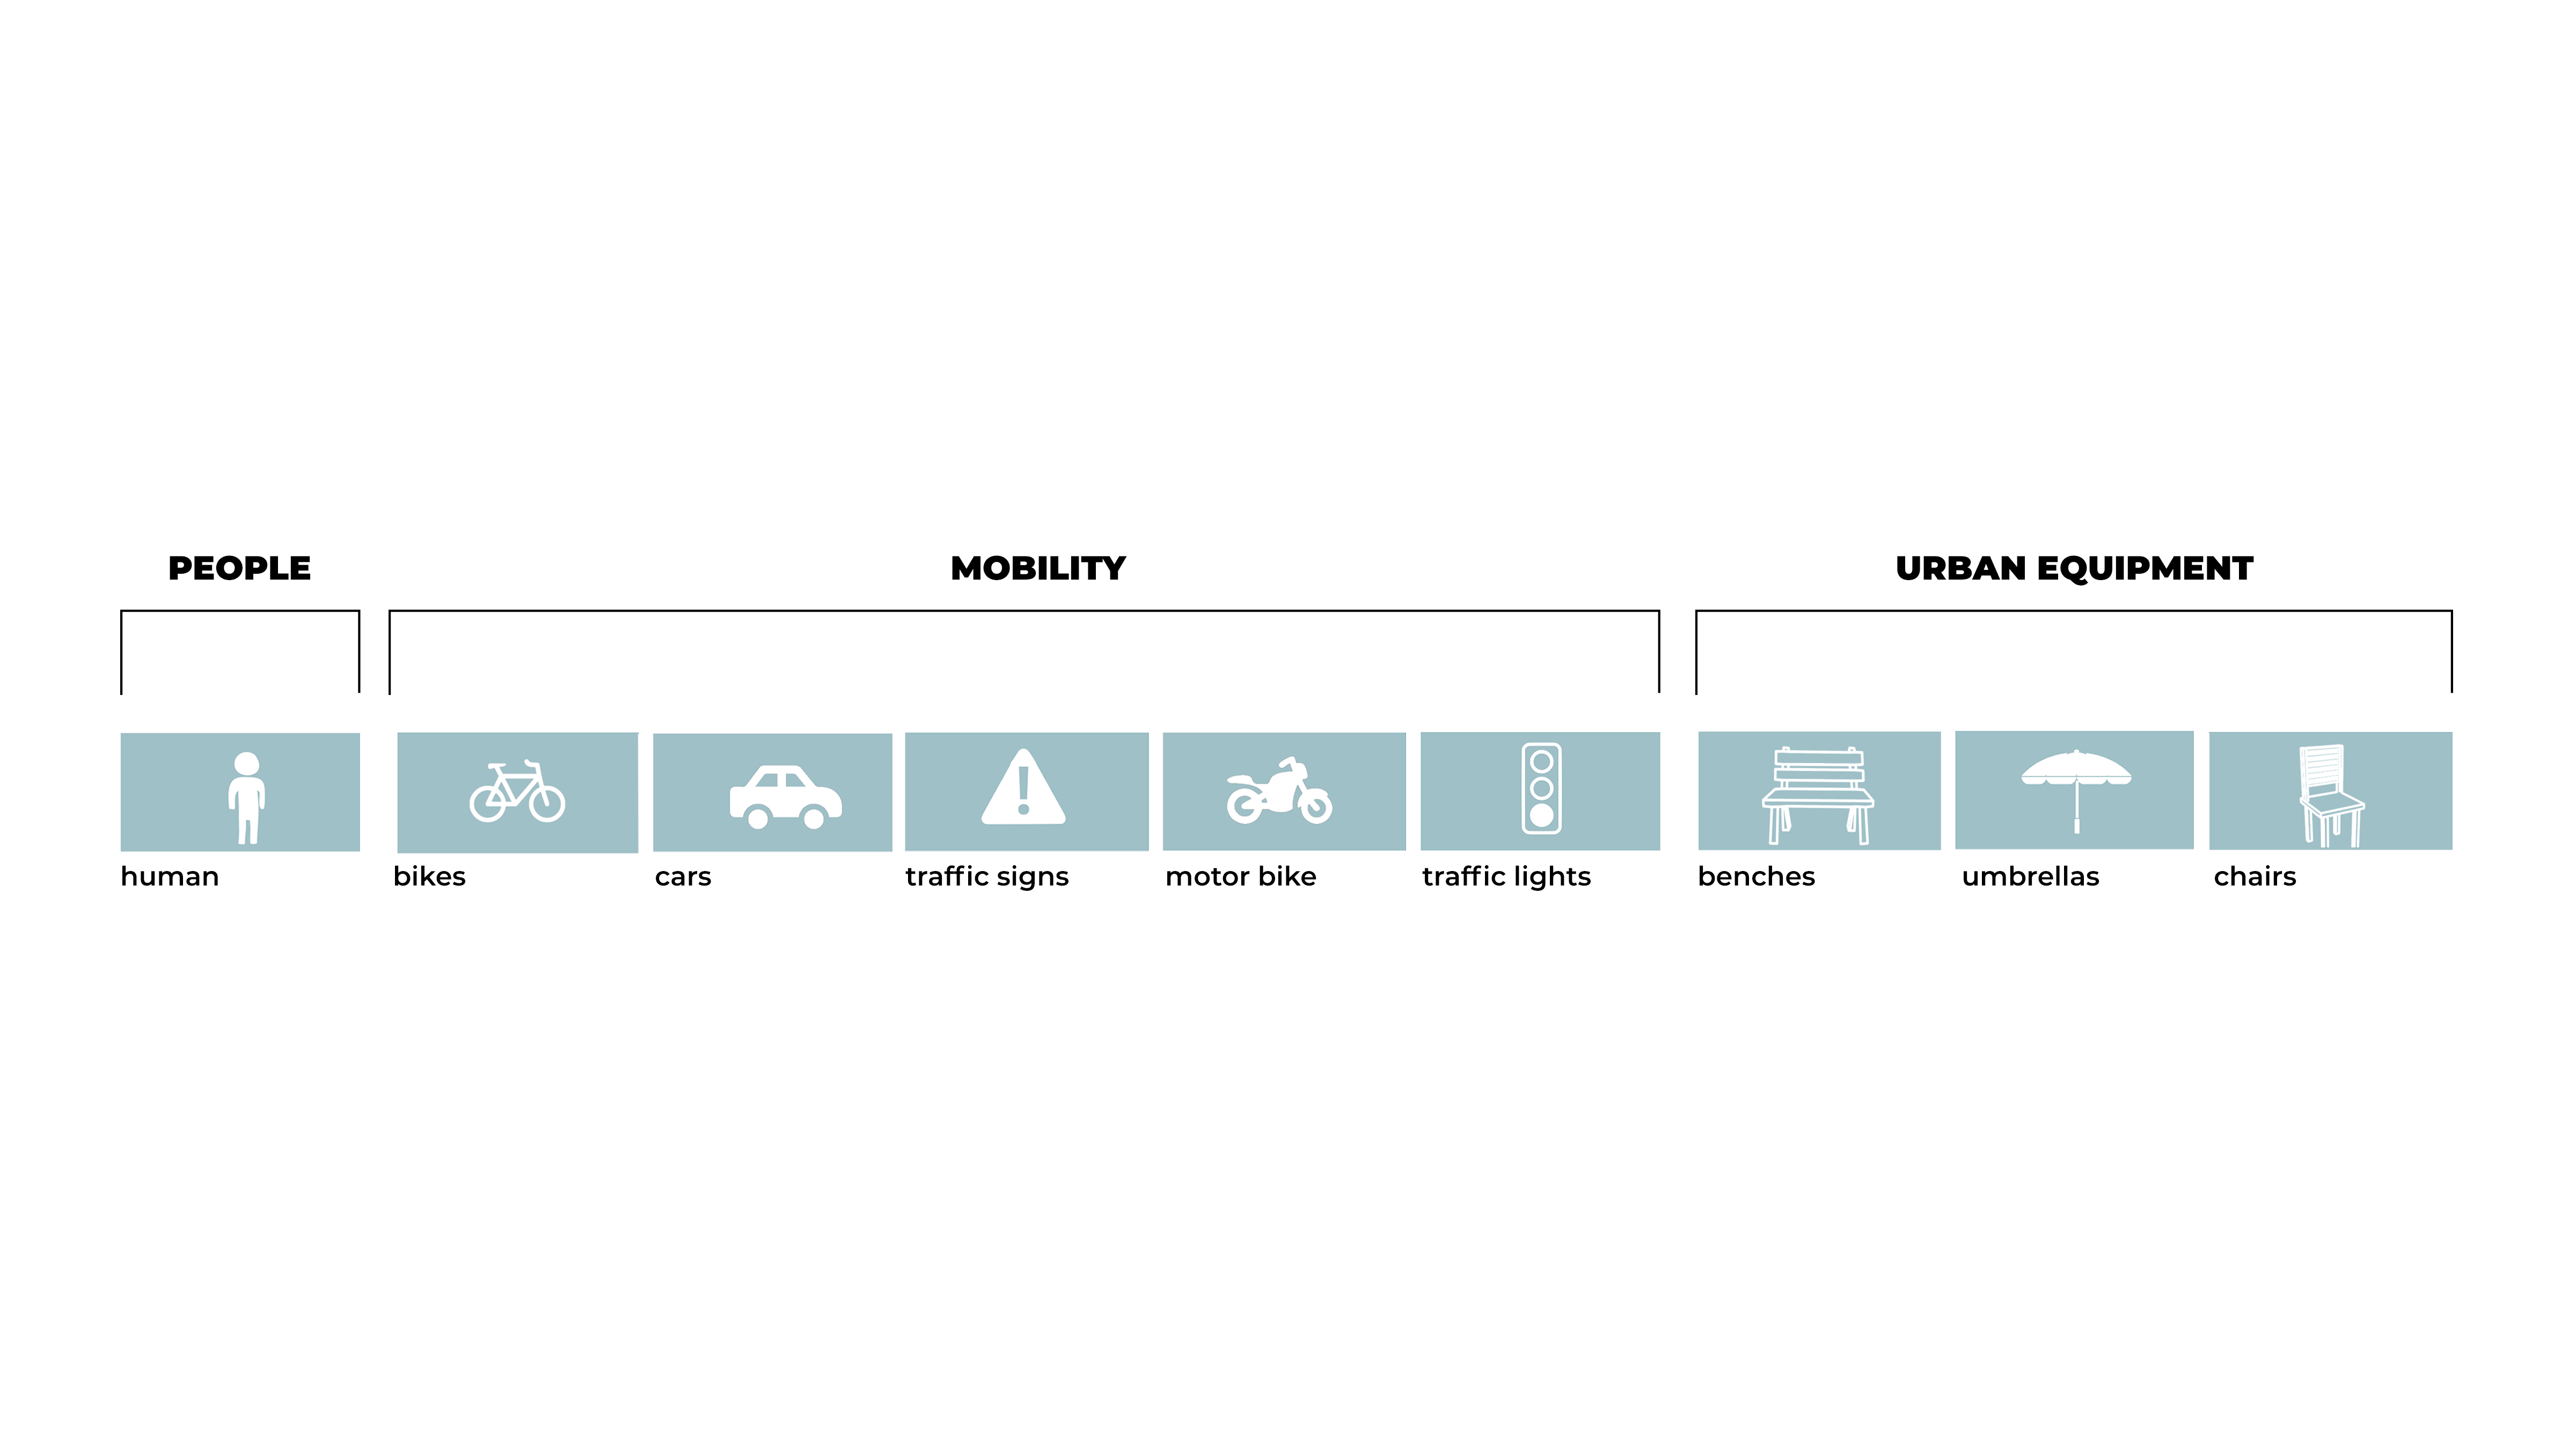 PEOPLE
MOBILITY
URBAN EQUIPMENT
human
bikes
cars
traffic signs
motor bike
traffic lights
benches
umbrellas
chairs